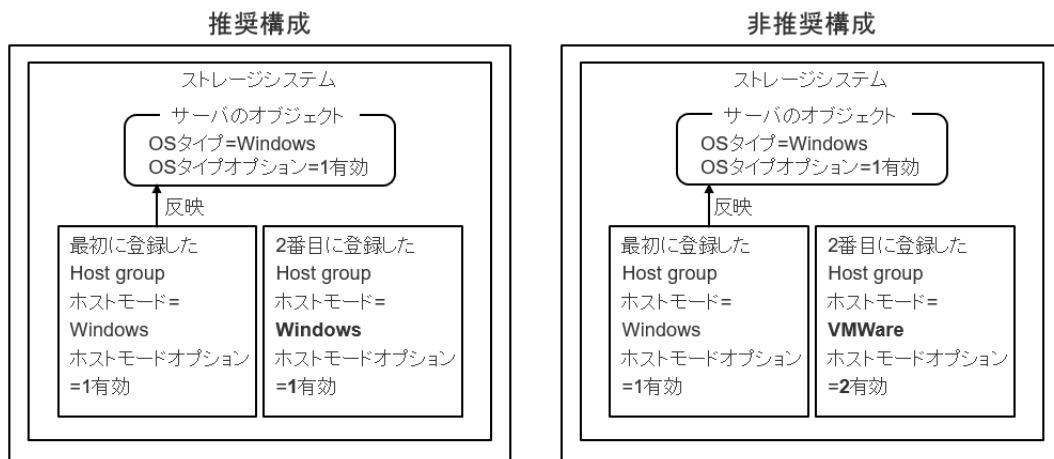 推奨構成
ストレージシステム
サーバのオブジェクト
OSタイプ=Windows
OSタイプオプション=1有効
反映
最初に登録した
Host group
ホストモード=
Windows
ホストモードオプション
=1有効
2番目に登録した
Host group
ホストモード=
Windows
ホストモードオプション
=1有効
非推奨構成
ストレージシステム
サーバのオブジェクト
OSタイプ=Windows
OSタイプオプション=1有効
反映
最初に登録した
Host group
ホストモード=
Windows
ホストモードオプション
=1有効
2番目に登録した
Host group
ホストモード=
VMWare
ホストモードオプション
=2有効